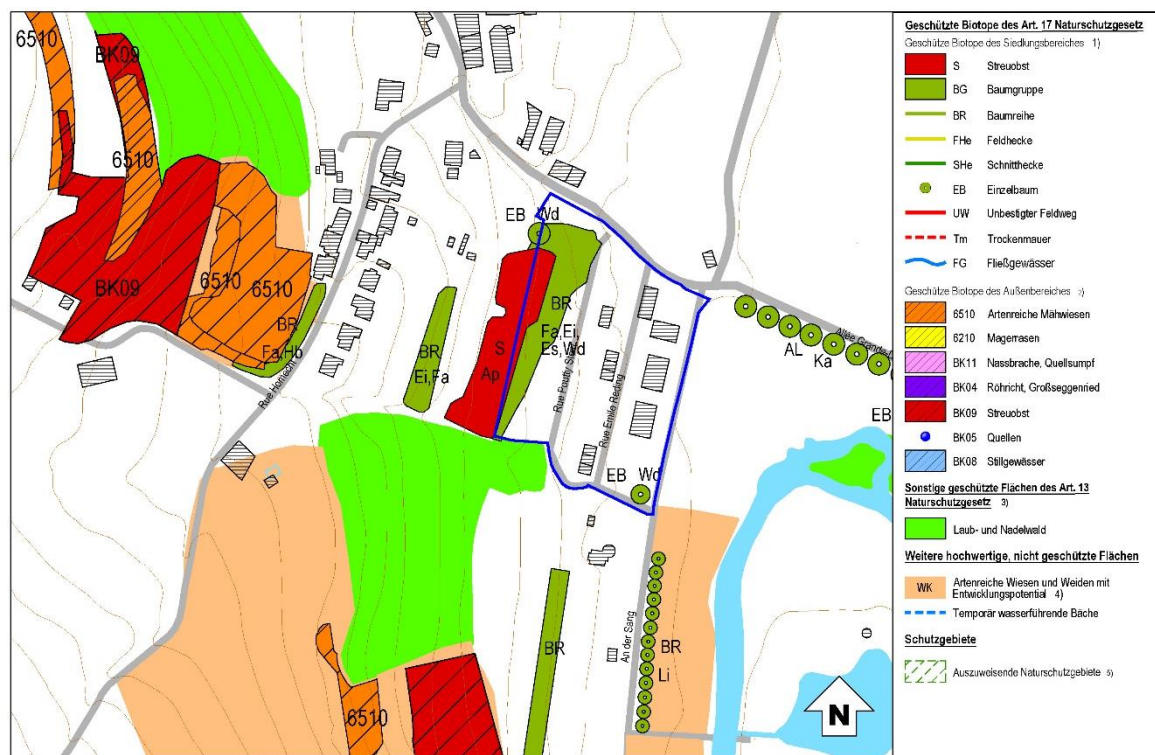 6510
BK09
6510
BK09
6510
6510
BR
Fa,Hb
Rue Honlecht
BR
Ei,Fa
EB Wd
S
Ap
BR
Fa,Ei,
Es,Wd
Rue Emile Reding
EB Wd
AL
Ka
EB
An der Sang
BR
Li
BR
6510
N
Geschützte Biotope des Art. 17 Naturschutzgesetz
Geschütze Biotope des Siedlungsbereiches 1)
S Streuobst
BG Baumgruppe
BR Baumreihe
FHe Feldhecke
SHe Schnitthecke
EB Einzelbaum
UW Unbestigter Feldweg
Tm Trockenmauer
FG Fließgewässer
Geschütze Biotope des Außenbereiches 2)
6510 Artenreiche Mähwiesen
6210 Magerrasen
BK11 Nassbrache, Quellsumpf
BK04 Röhricht, Großseggenried
BK09 Streuobst
BK05 Quellen
BK08 Stillgewässer
Sonstige geschützte Flächen des Art. 13
Naturschutzgesetz 3)
Laub- und Nadelwald
Weitere hochwertige, nicht geschützte Flächen
WK Artenreiche Wiesen und Weiden mit
Entwicklungspotential 4)
Temporär wasserführende Bäche
Schutzgebiete
Auszuweisende Naturschutzgebiete 5)